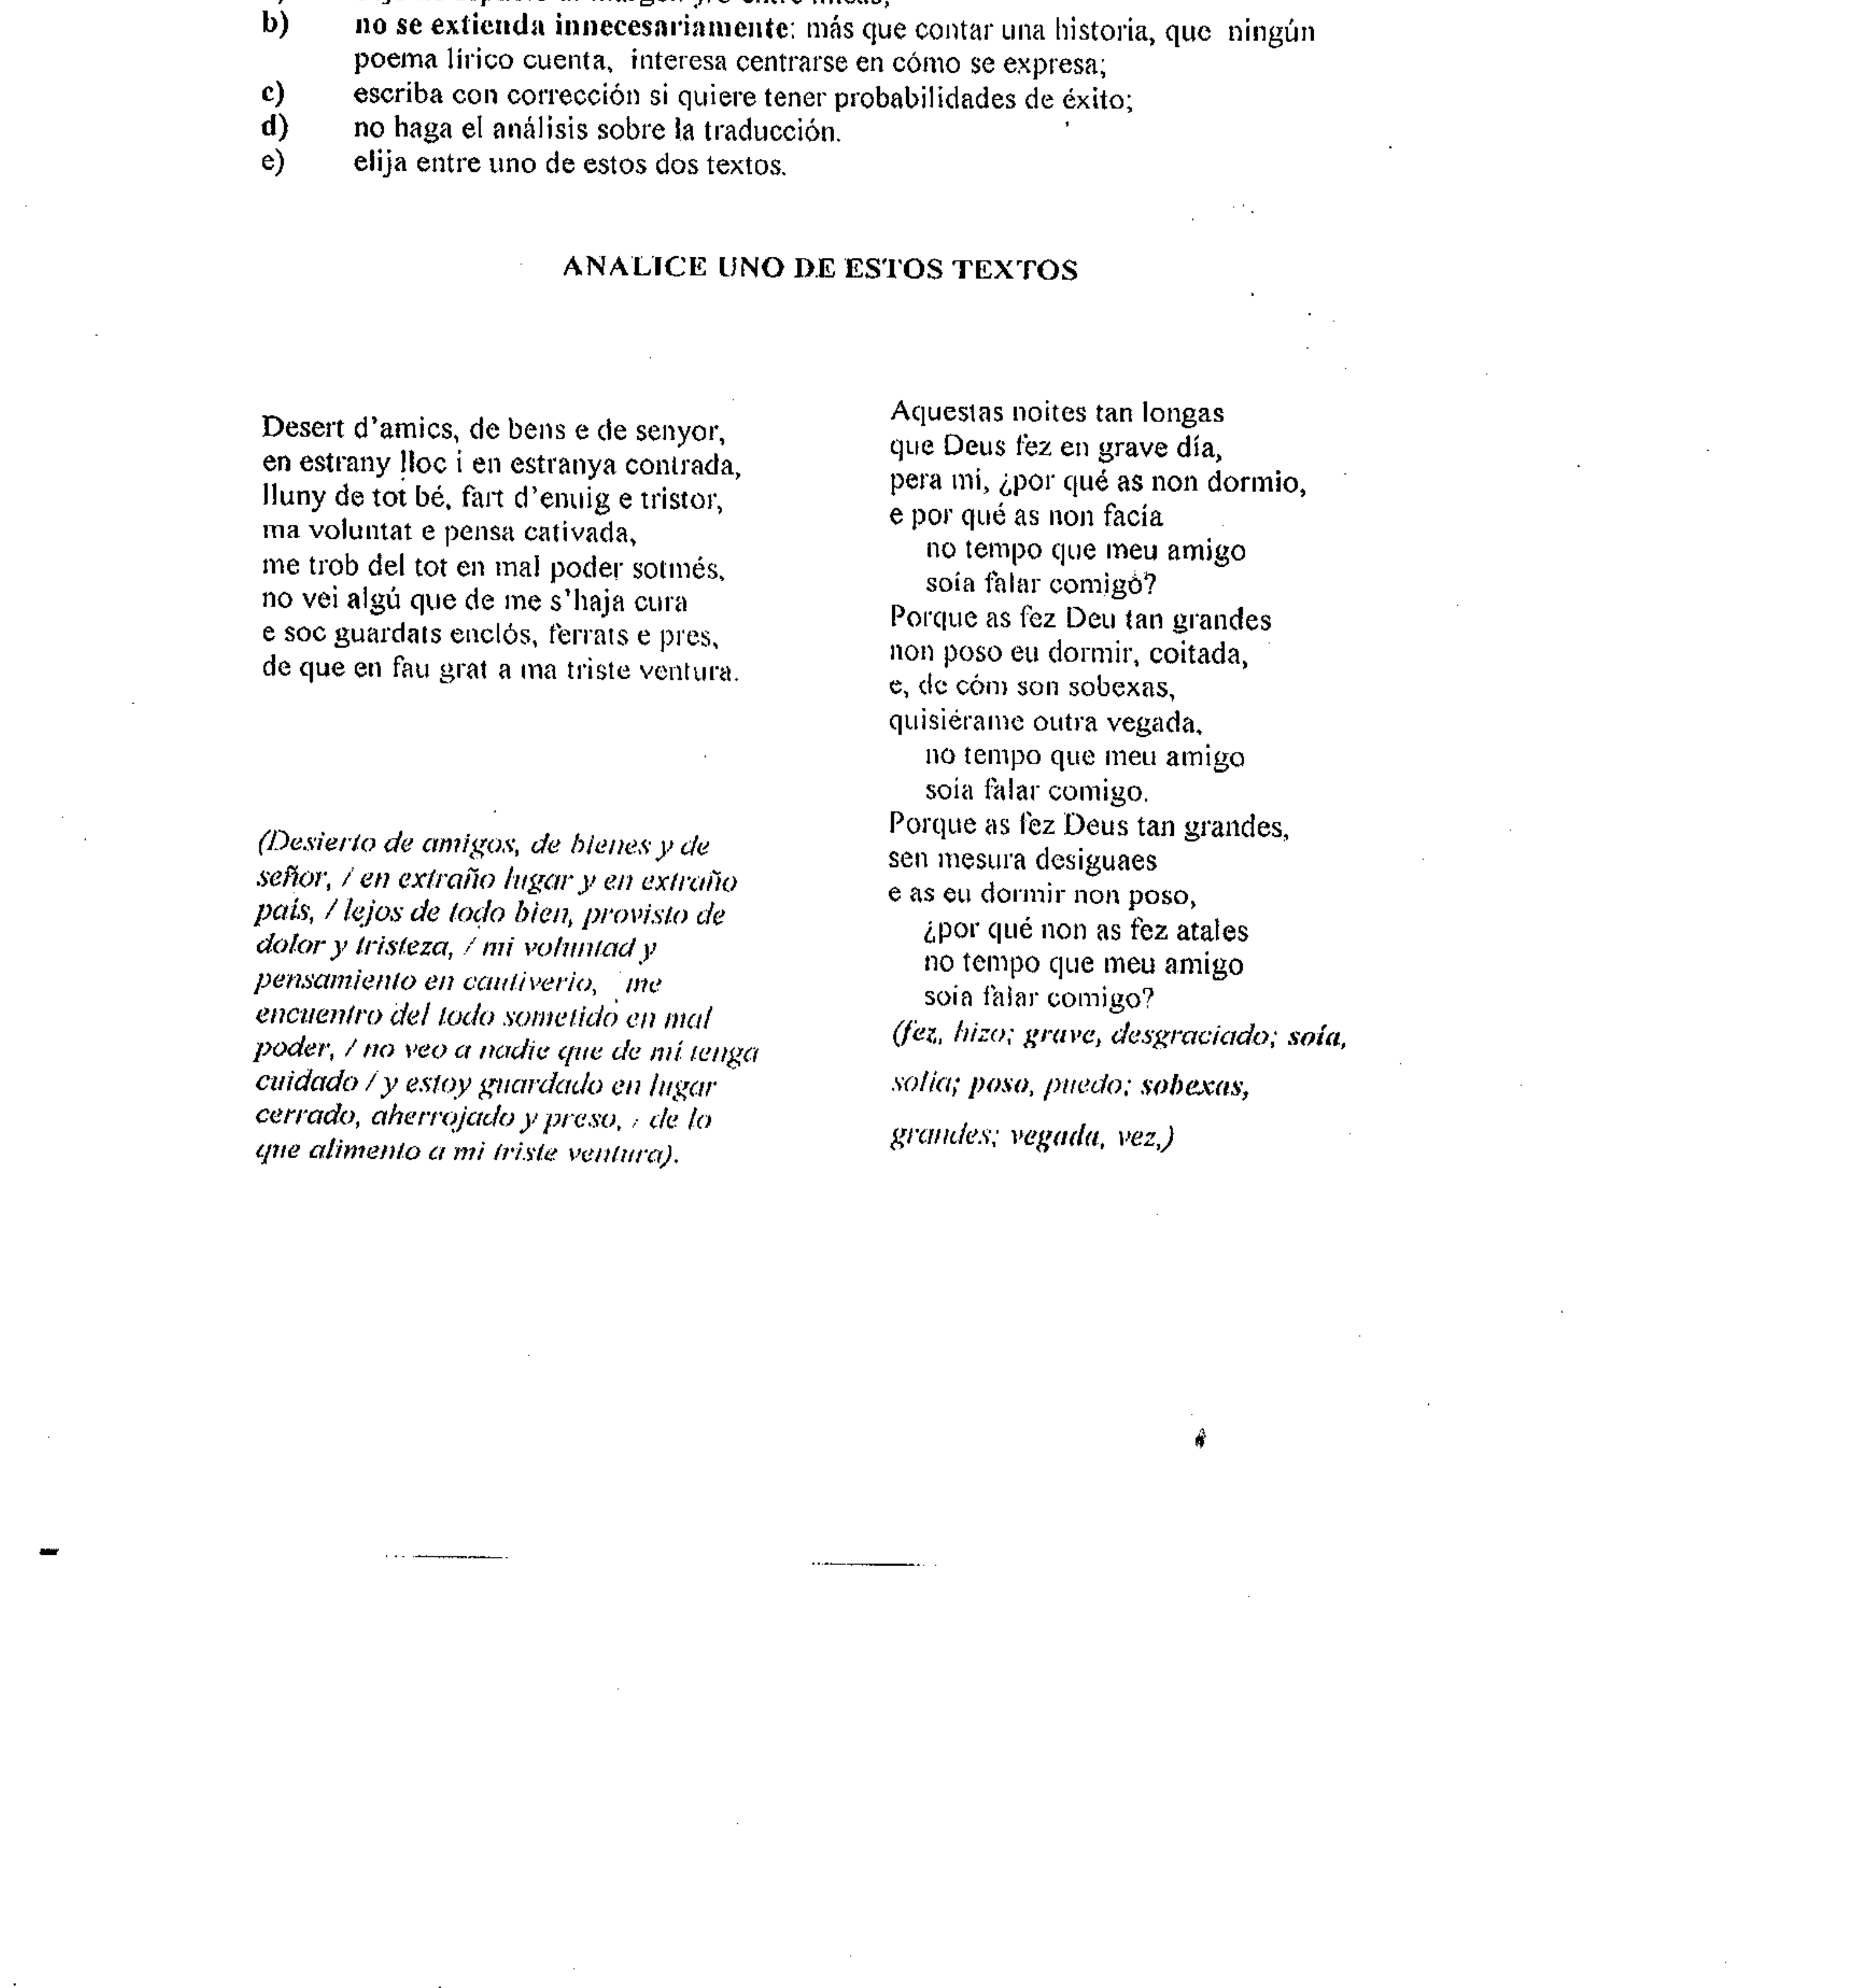 b) no se extienda innecesariamente: más que contar una historia, que ningún
poema lírico cuenta, interesa centrarse en cómo se expresa;
c) escriba con corrección si quiere tener probabilidades de éxito;
d) no haga el análisis sobre la traducción.
e) elija entre uno de estos dos textos.
ANALICE UNO DE ESTOS TEXTOS
Desert d'amics, de bens e de senyor,
en estrany lloc i en estranya contrada,
lluny de tot bé, fart d'enuig e tristor,
ma voluntat e pensa cativada,
me trob del tot en mal poder sotmés,
no vei algú que de me s'haja cura
e soc guardats enclós, ferrats e pres,
de que en fau grat a ma triste ventura.
(Desierto de amigos, de bienes y de
señor, / en extraño lugar y en extraño
país, / lejos de todo bien, provisto de
dolor y tristeza, / mi voluntad y
pensamiento en cautiverio, me
encuentro del todo sometido en mal
poder, / no veo a nadie que de mí tenga
cuidado / y estoy guardado en lugar
cerrado, aherrojado y preso, / de lo
que alimento a mi triste ventura).
Aquestas noites tan longas
que Deus fez en grave día,
pera mi, ¿por qué as non dormio,
e por qué as non facía
no tempo que meu amigo
soía falar comigo?
Porque as fez Deu tan grandes
non poso eu dormir, coitada,
e, de cóm son sobexas,
quisiérame outra vegada,
no tempo que meu amigo
soia falar comigo.
Porque as fez Deus tan grandes,
sen mesura desiguaes
e as eu dormir non poso,
¿por qué non as fez atales
no tempo que meu amigo
soia falar comigo?
(fez, hizo; grave, desgraciado; soía,
solia; poso, puedo; sobexas,
grandes; vegada, vez,)